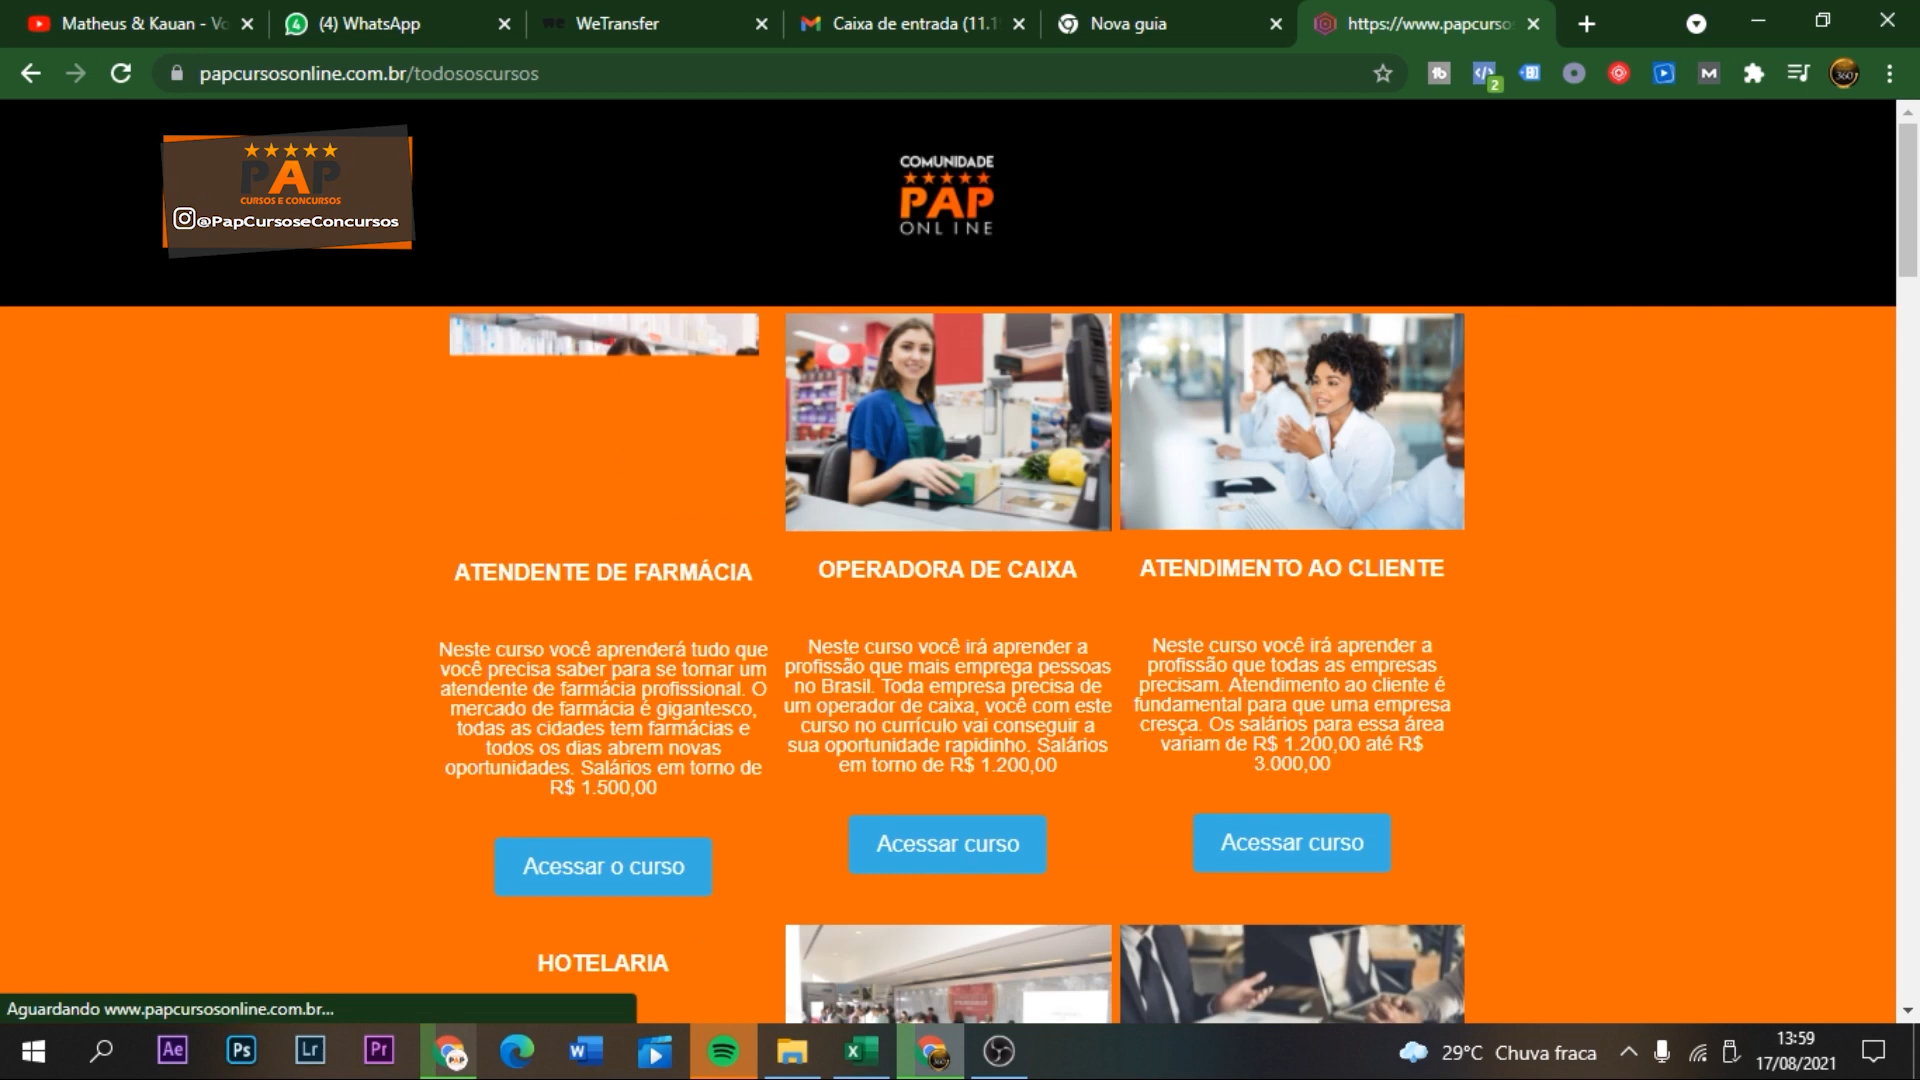 Matheus & Kauan - Vo
(4) WhatsApp
WeTransfer
Caixa de entrada (11.1
Nova guia
https://www.papcurso
papcursosonline.com.br/todososcursos
2
360
PAP
CURSOS E CONCURSOS
@PapCursoseConcursos
COMUNIDADE
PAP
ONLINE
ATENDENTE DE FARMÁCIA
Neste curso você aprenderá tudo que
você precisa saber para se tornar um
atendente de farmácia profissional. O
mercado de farmácia é gigantesco,
todas as cidades tem farmácias e
todos os dias abrem novas
oportunidades. Salários em torno de
R$ 1.500,00
Acessar o curso
OPERADORA DE CAIXA
Neste curso você irá aprender a
profissão que mais emprega pessoas
no Brasil. Toda empresa precisa de
um operador de caixa, você com este
curso no currículo vai conseguir a
sua oportunidade rapidinho. Salários
em torno de R$ 1.200,00
Acessar curso
ATENDIMENTO AO CLIENTE
Neste curso você irá aprender a
profissão que todas as empresas
precisam. Atendimento ao cliente é
fundamental para que uma empresa
cresça. Os salários para essa área
variam de R$ 1.200,00 até R$
3.000,00
Acessar curso
HOTELARIA
Aguardando www.papcursosonline.com.br...
Ae
Ps
Lr
Pr
29°C Chuva fraca
13:59
17/08/2021